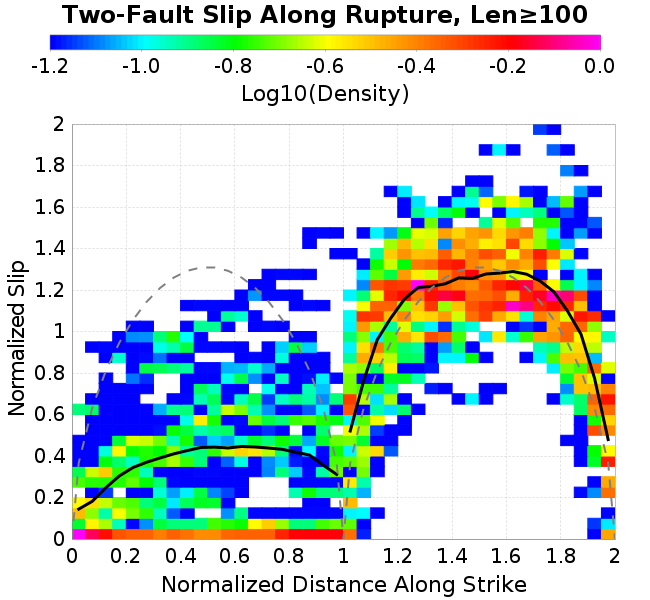 Two-Fault Slip Along Rupture, Len≥100
-1.2 -1.0 -0.8 -0.6 -0.4 -0.2 0.0
Log10(Density)
2
1.8
1.6
1.4
1.2
1
0.8
0.6
0.4
0.2
0
Normalized Slip
0 0.2 0.4 0.6 0.8 1 1.2 1.4 1.6 1.8 2
Normalized Distance Along Strike